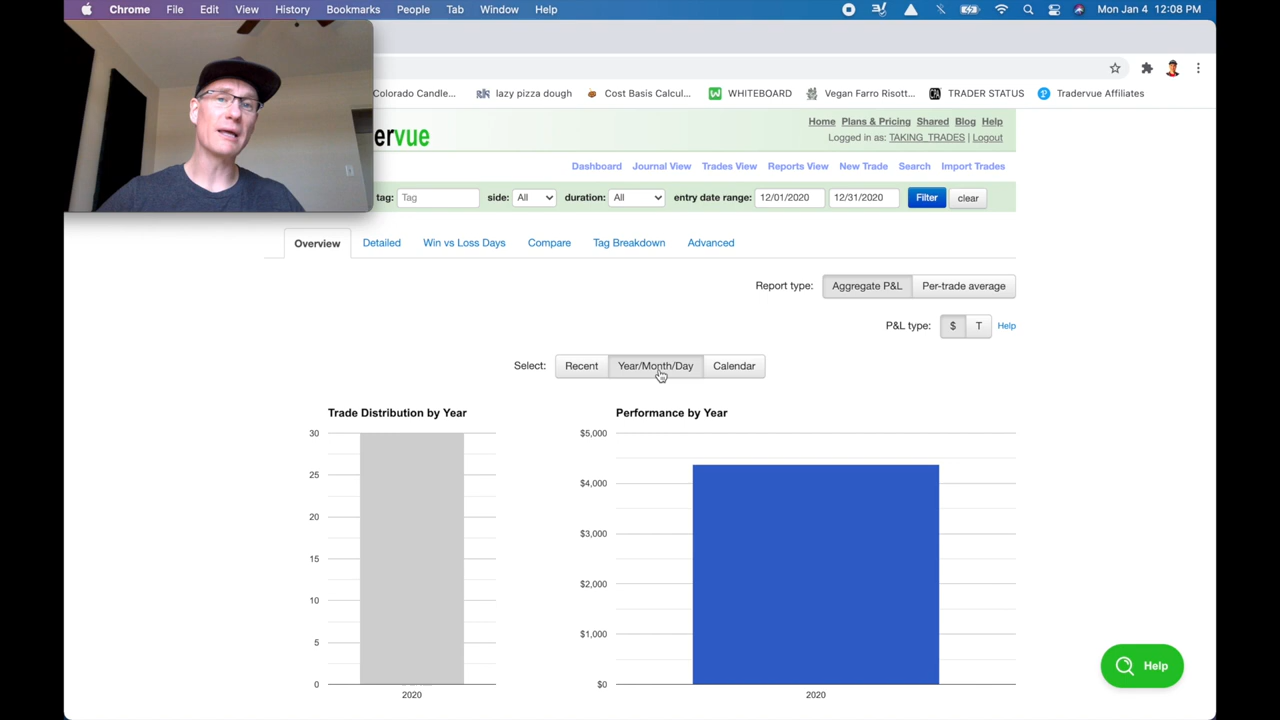 Chrome File Edit View History Bookmarks People Tab Window Help Mon Jan 4 12:08 PM
Colorado Candle... lazy pizza dough Cost Basis Calcul... WHITEBOARD Vegan Farro Risott... TRADER STATUS Tradervue Affiliates
Home Plans & Pricing Shared Blog Help
ervue
Logged in as: TAKING_TRADES | Logout
Dashboard Journal View Trades View Reports View New Trade Search Import Trades
tag: Tag side: All duration: All entry date range: 12/01/2020 12/31/2020 Filter clear
Overview Detailed Win vs Loss Days Compare Tag Breakdown Advanced
Report type: Aggregate P&L Per-trade average
P&L type: $ T Help
Select: Recent Year/Month/Day Calendar
Trade Distribution by Year Performance by Year
30 $5,000
25 $4,000
20 $3,000
15 $2,000
10 $1,000
5
0 $0
2020 2020
Help